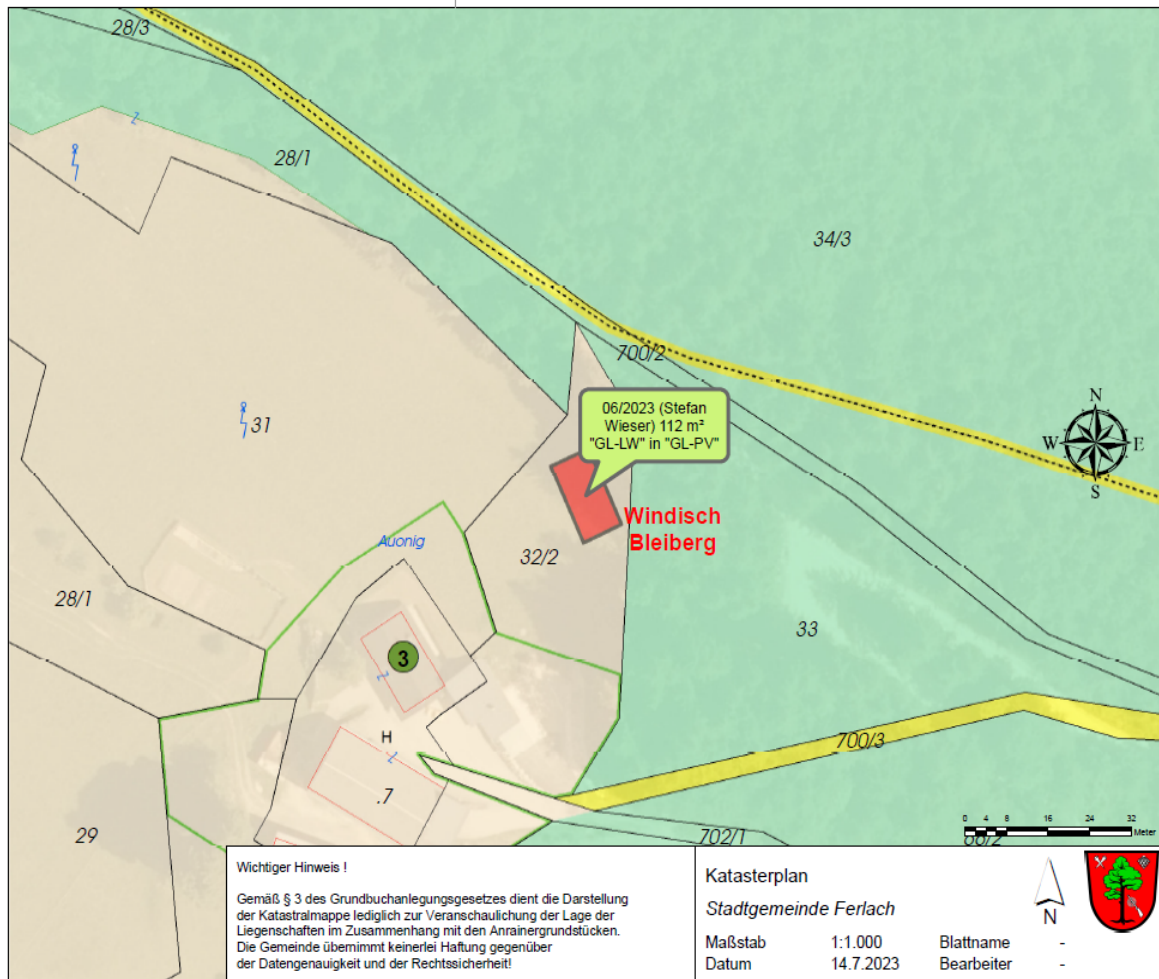 28/3
28/1
34/3
700/2
06/2023 (Stefan
Wieser) 112 m²
"GL-LW" in "GL-PV"
31
N
W E
S
Windisch
Bleiberg
Auonig
32/2
28/1
33
3
H
700/3
.7
29
702/1
0 4 8 16 24 32
Meter
Wichtiger Hinweis !
Gemäß § 3 des Grundbuchanlegungsgesetzes dient die Darstellung
der Katastralmappe lediglich zur Veranschaulichung der Lage der
Liegenschaften im Zusammenhang mit den Anrainergrundstücken.
Die Gemeinde übernimmt keinerlei Haftung gegenüber
der Datengenauigkeit und der Rechtssicherheit!
Katasterplan
Stadtgemeinde Ferlach
Maßstab 1:1.000 Blattname -
Datum 14.7.2023 Bearbeiter -
N